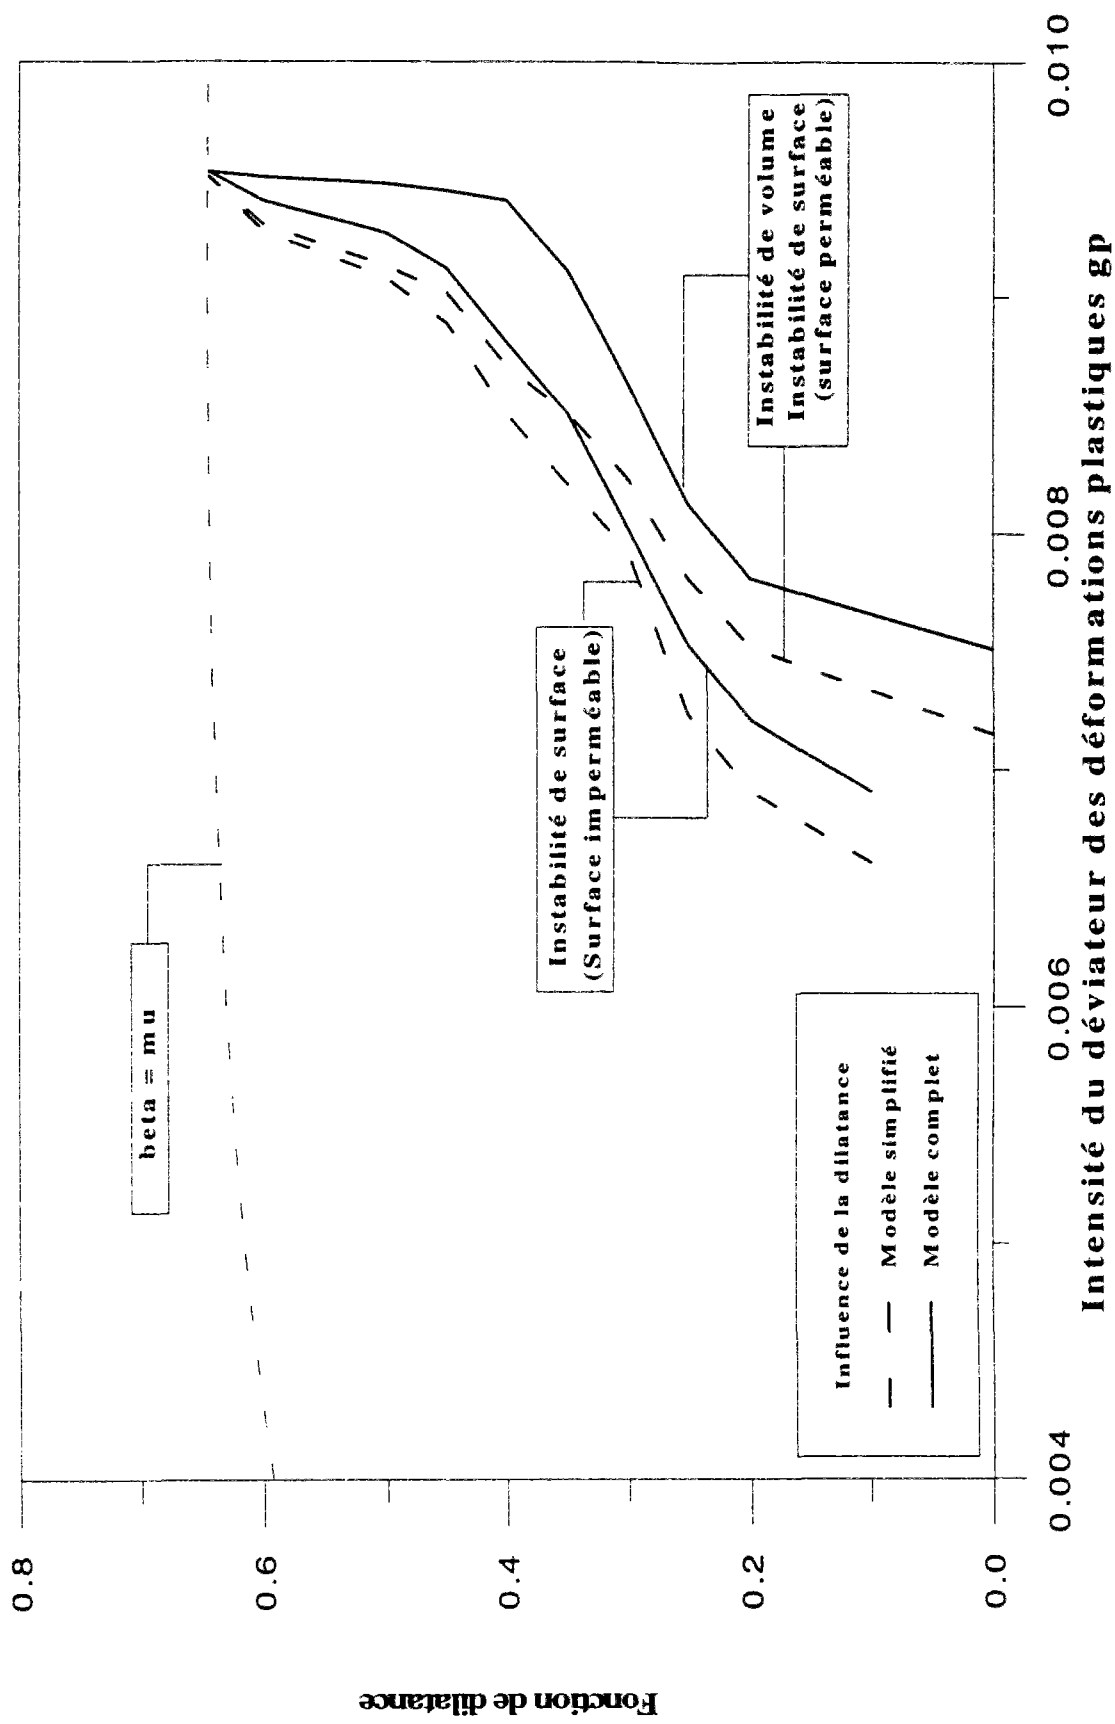 Fonction de dilatance
0.8
0.6
0.4
0.2
0.0
beta = mu
Instabilité de surface
(Surface imperméable)
Instabilité de volume
Instabilité de surface
(surface perméable)
Influence de la dilatance
Modèle simplifié
Modèle complet
0.004
0.006
0.008
0.010
Intensité du déviateur des déformations plastiques gp